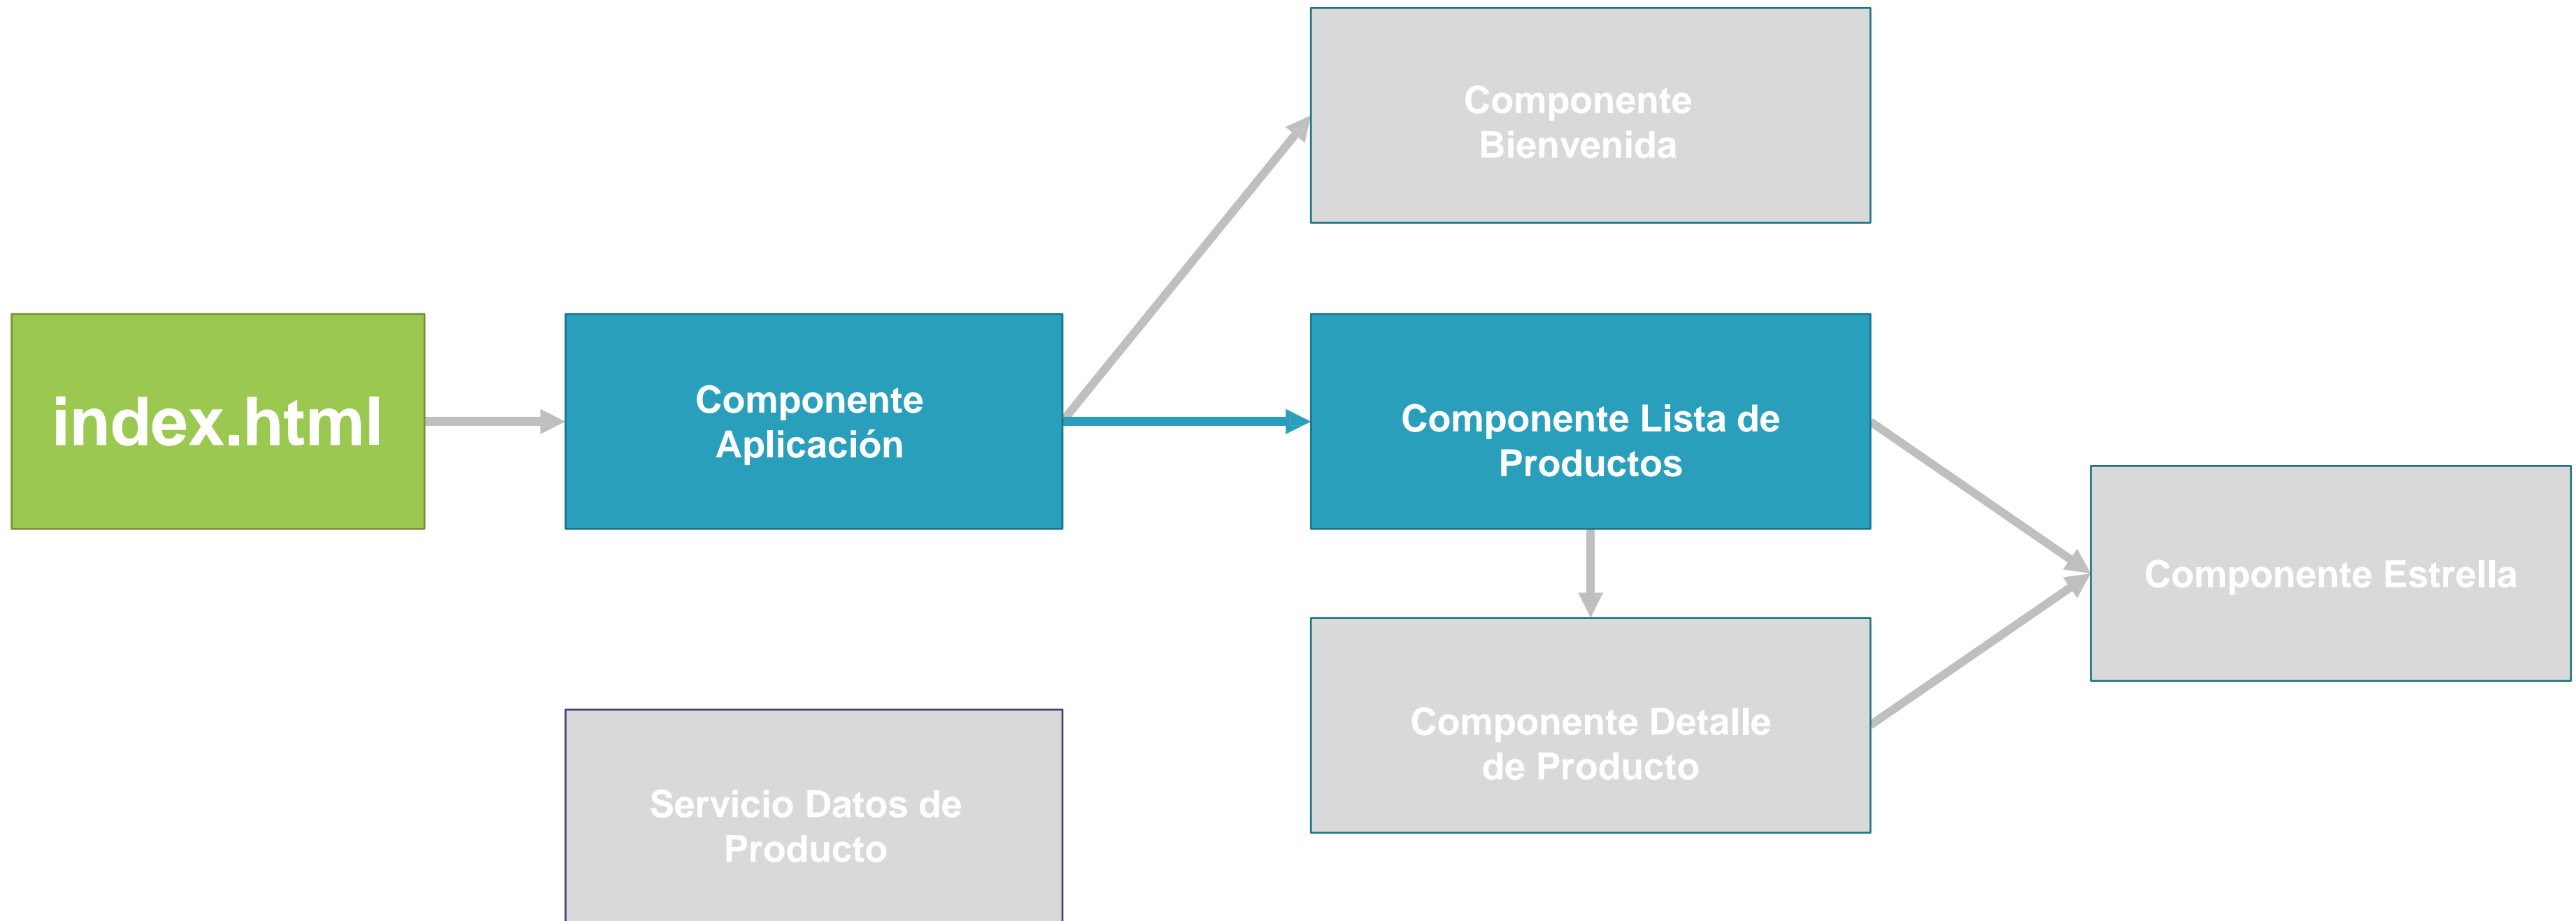 Componente
Bienvenida
index.html
Componente
Aplicación
Componente Lista de
Productos
Componente Estrella
Componente Detalle
de Producto
Servicio Datos de
Producto